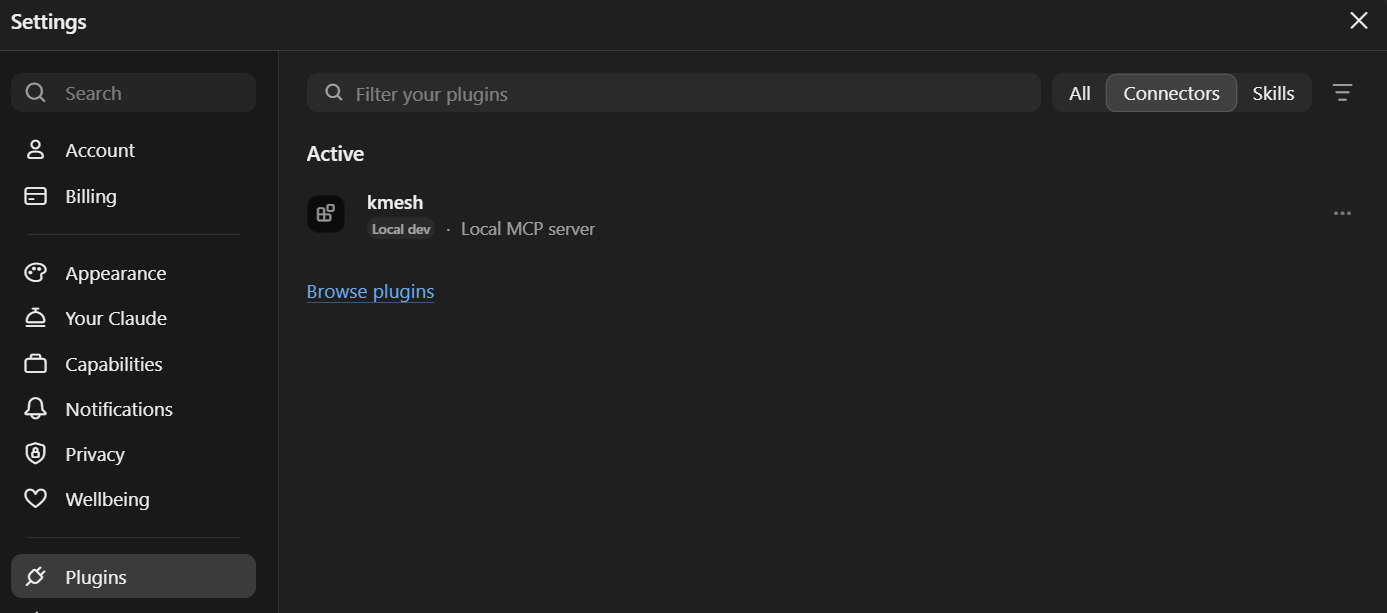 Settings
Search
Account
Billing
Appearance
Your Claude
Capabilities
Notifications
Privacy
Wellbeing
Plugins
Filter your plugins
All
Connectors
Skills
Active
kmesh
Local dev · Local MCP server
Browse plugins